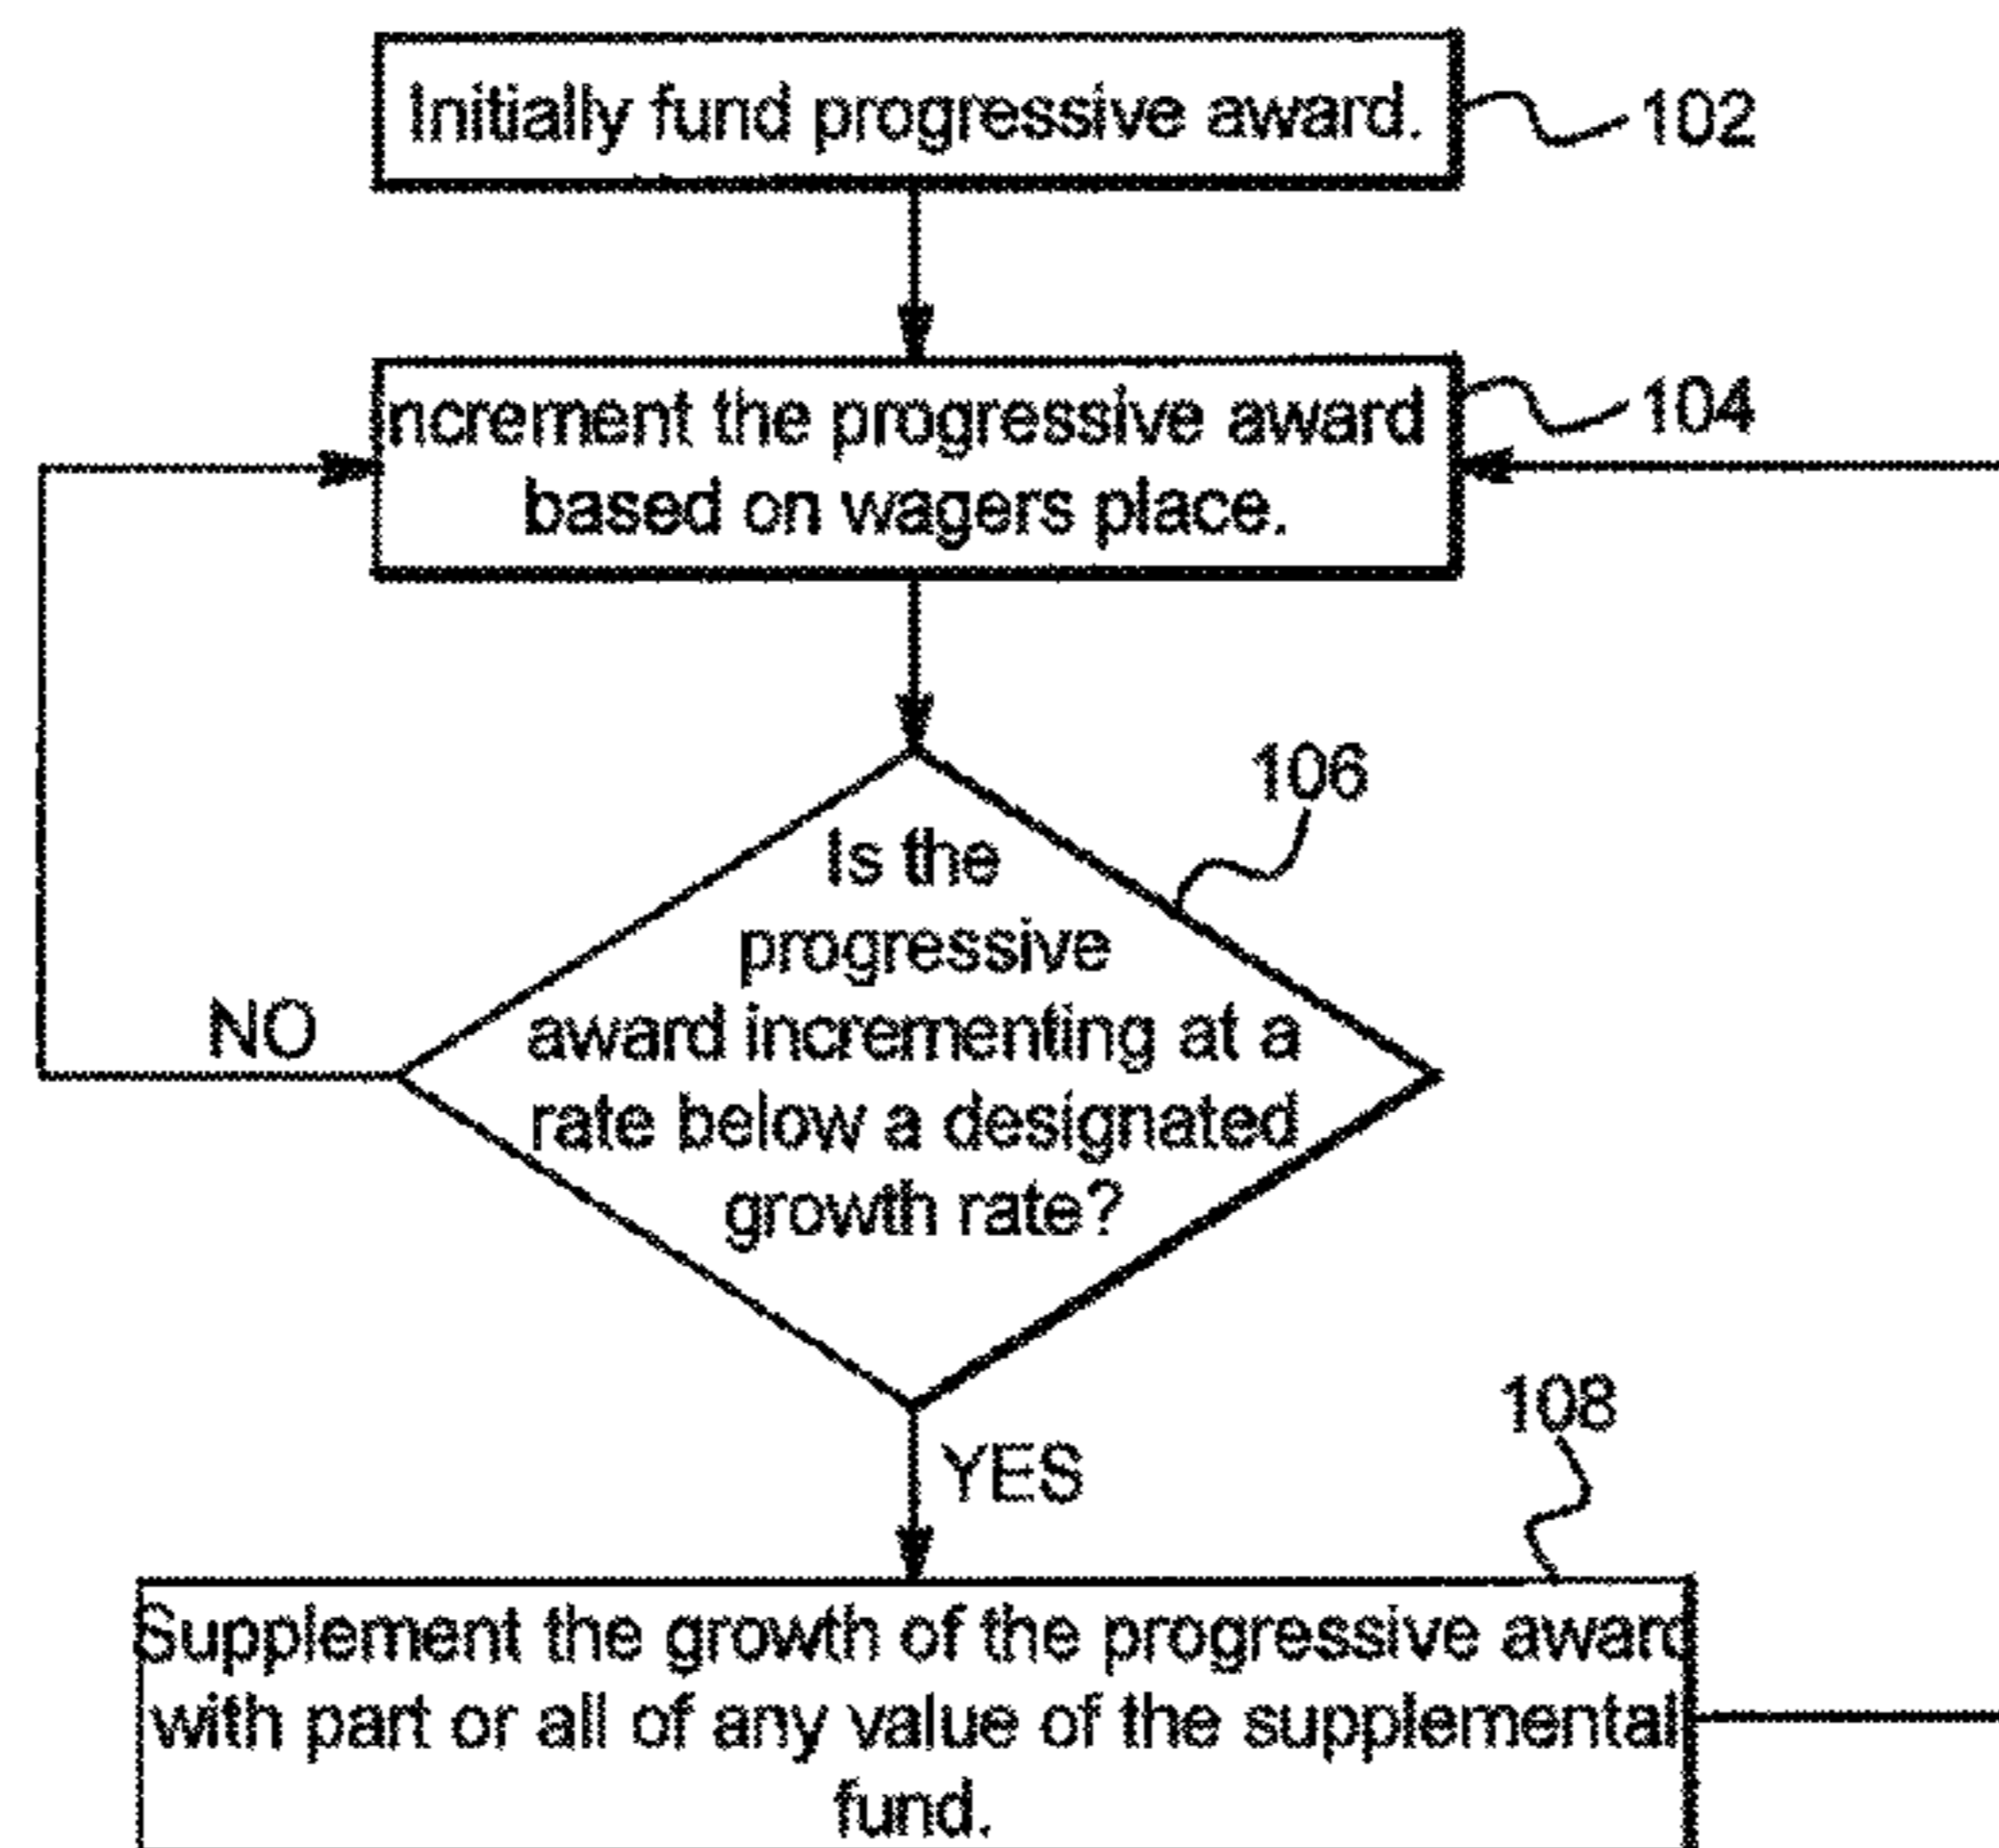 Initially fund progressive award.
102
Increment the progressive award
based on wagers place.
104
106
Is the
progressive
award incrementing at a
rate below a designated
growth rate?
NO
YES
108
Supplement the growth of the progressive award
with part or all of any value of the supplemental
fund.